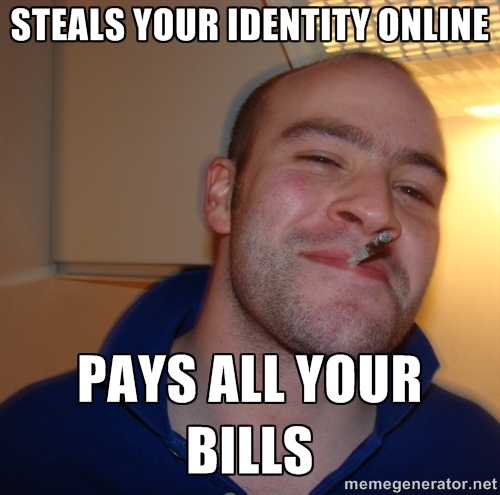 STEALS YOUR IDENTITY ONLINE
PAYS ALL YOUR
BILLS
memegenerator.net